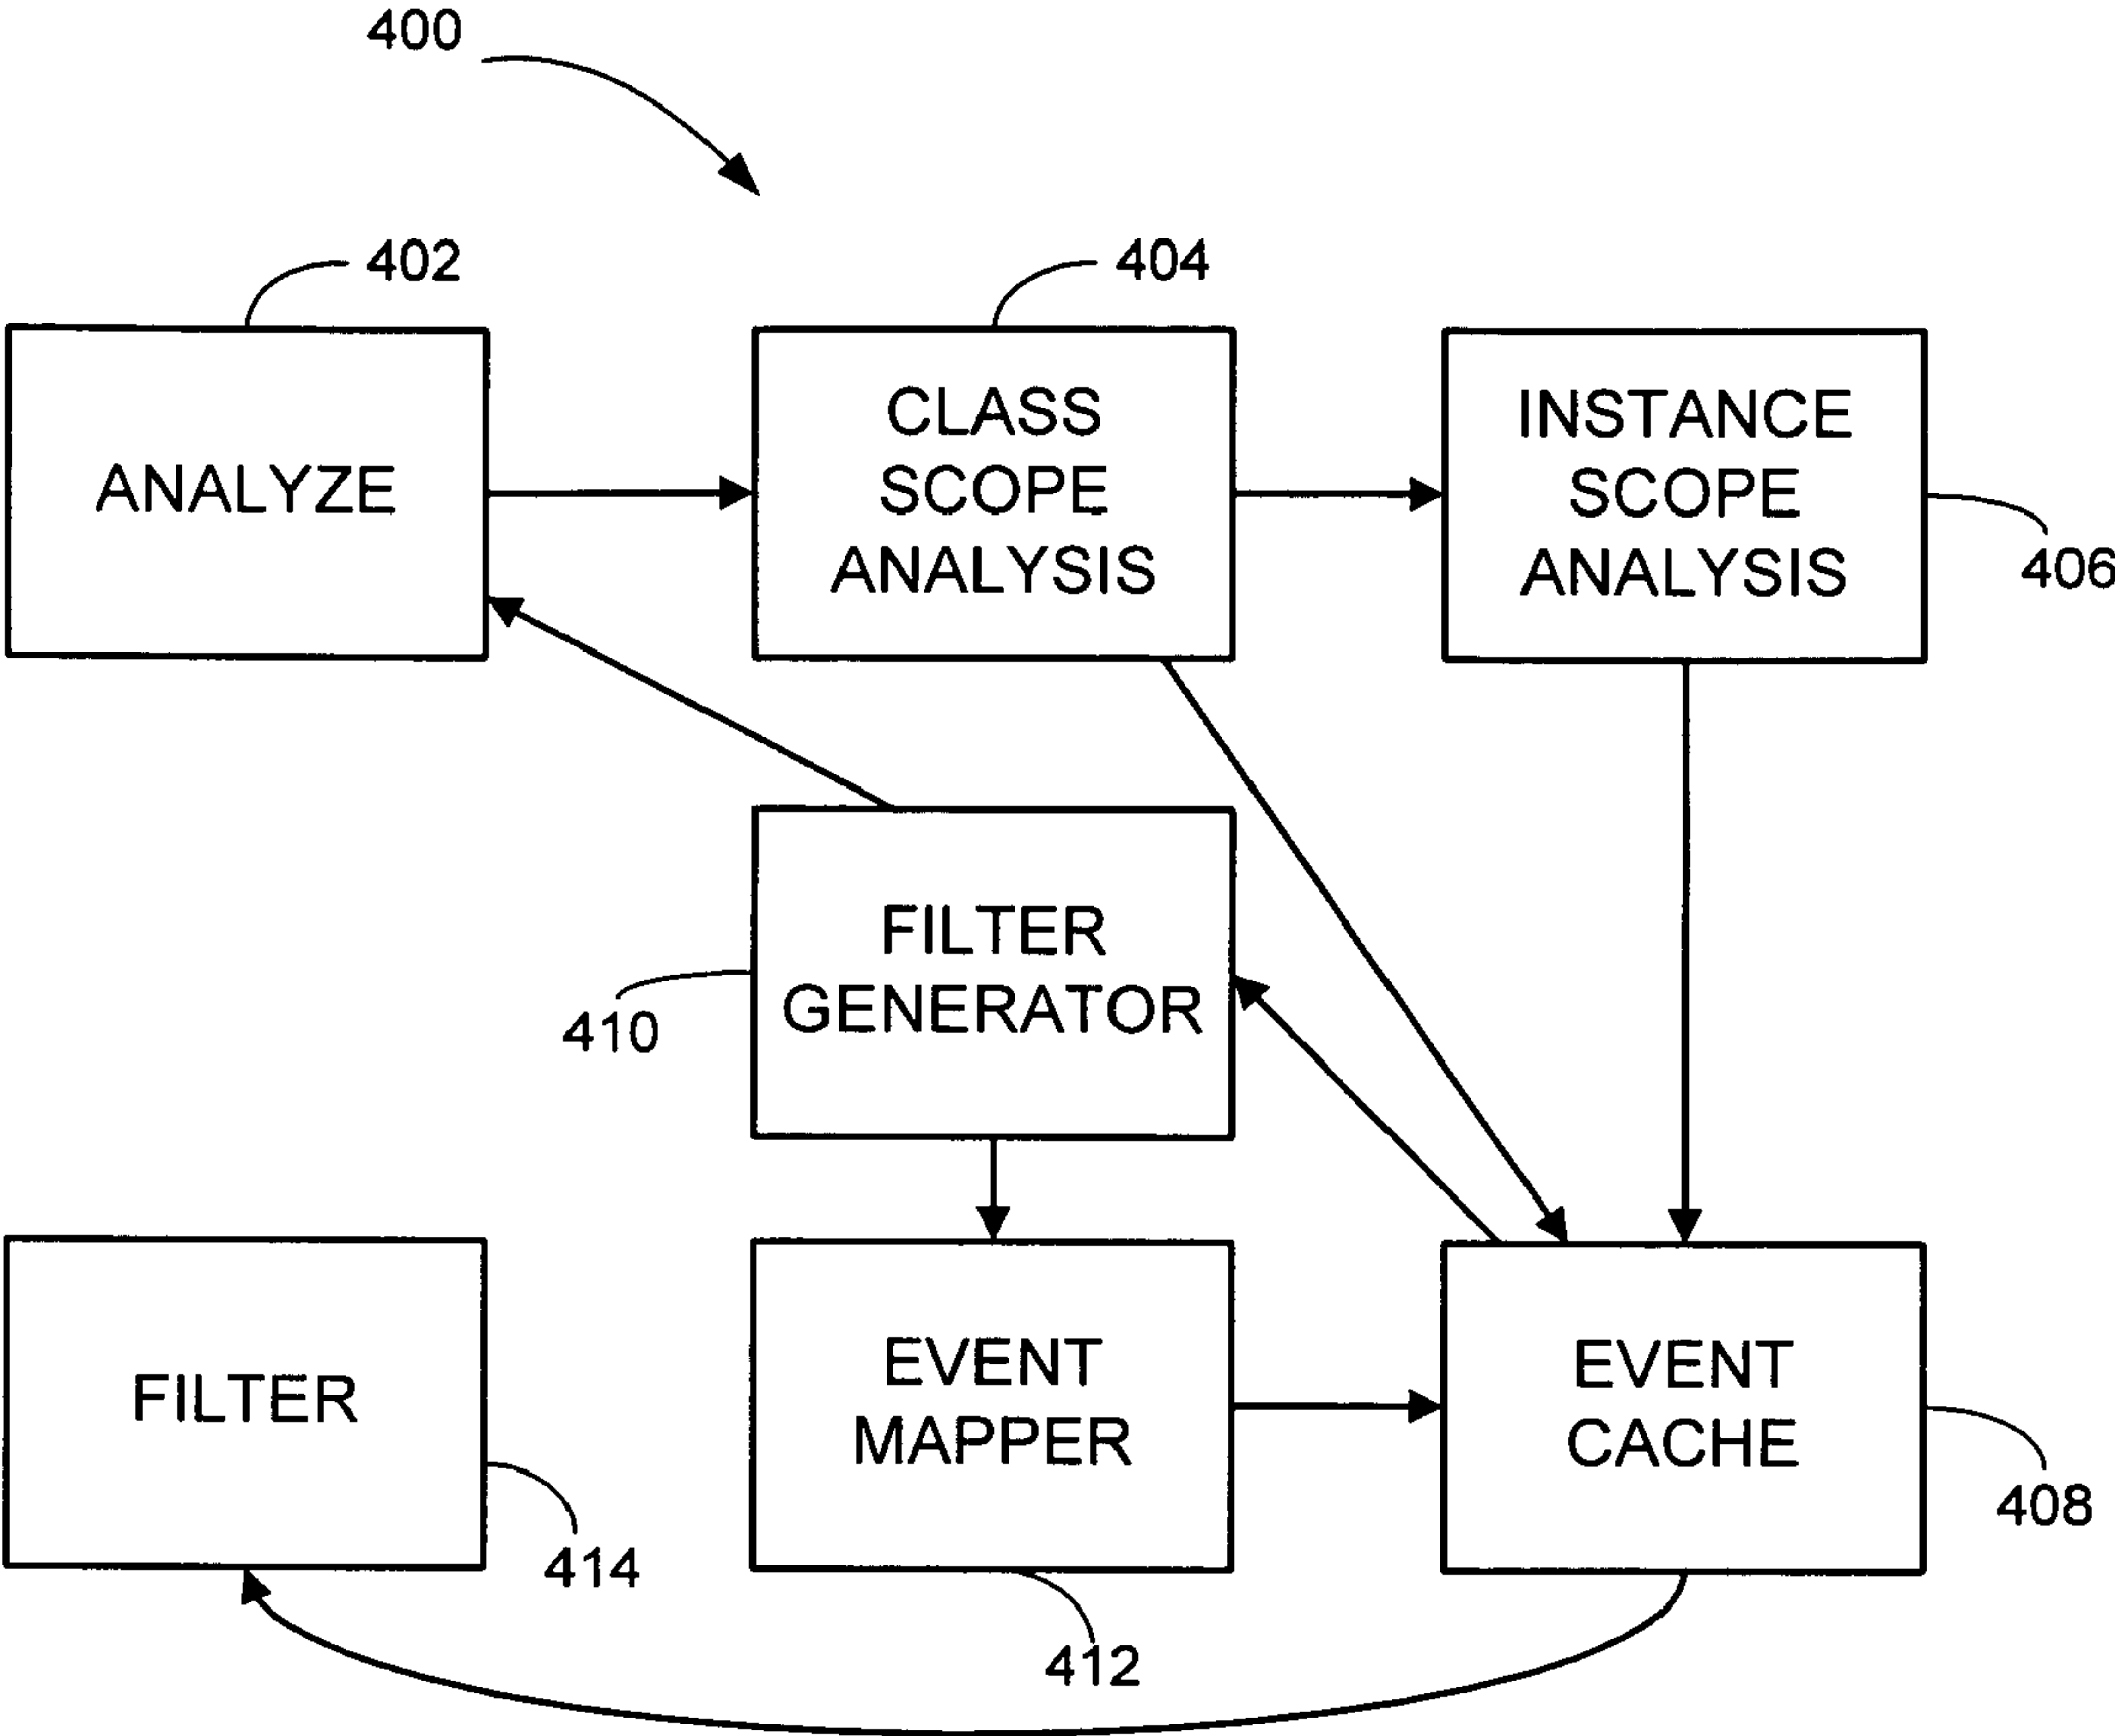 400
402
404
ANALYZE
CLASS
SCOPE
ANALYSIS
INSTANCE
SCOPE
ANALYSIS
406
FILTER
GENERATOR
410
FILTER
414
EVENT
MAPPER
412
EVENT
CACHE
408